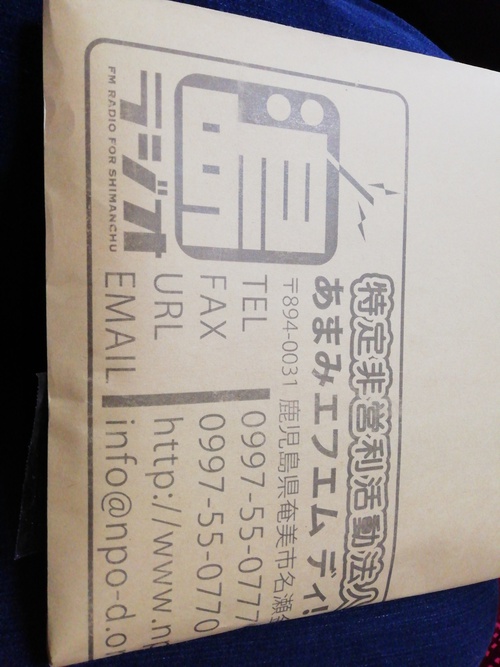 特定非営利活動法人
あまみエフエム ディ!
〒894-0031 鹿児島県奄美市名瀬
TEL 0997-55-0777
FAX 0997-55-0770
URL http://www.np
EMAIL info@npo-d.or
ラジオ
FM RADIO FOR SHIMANCHU